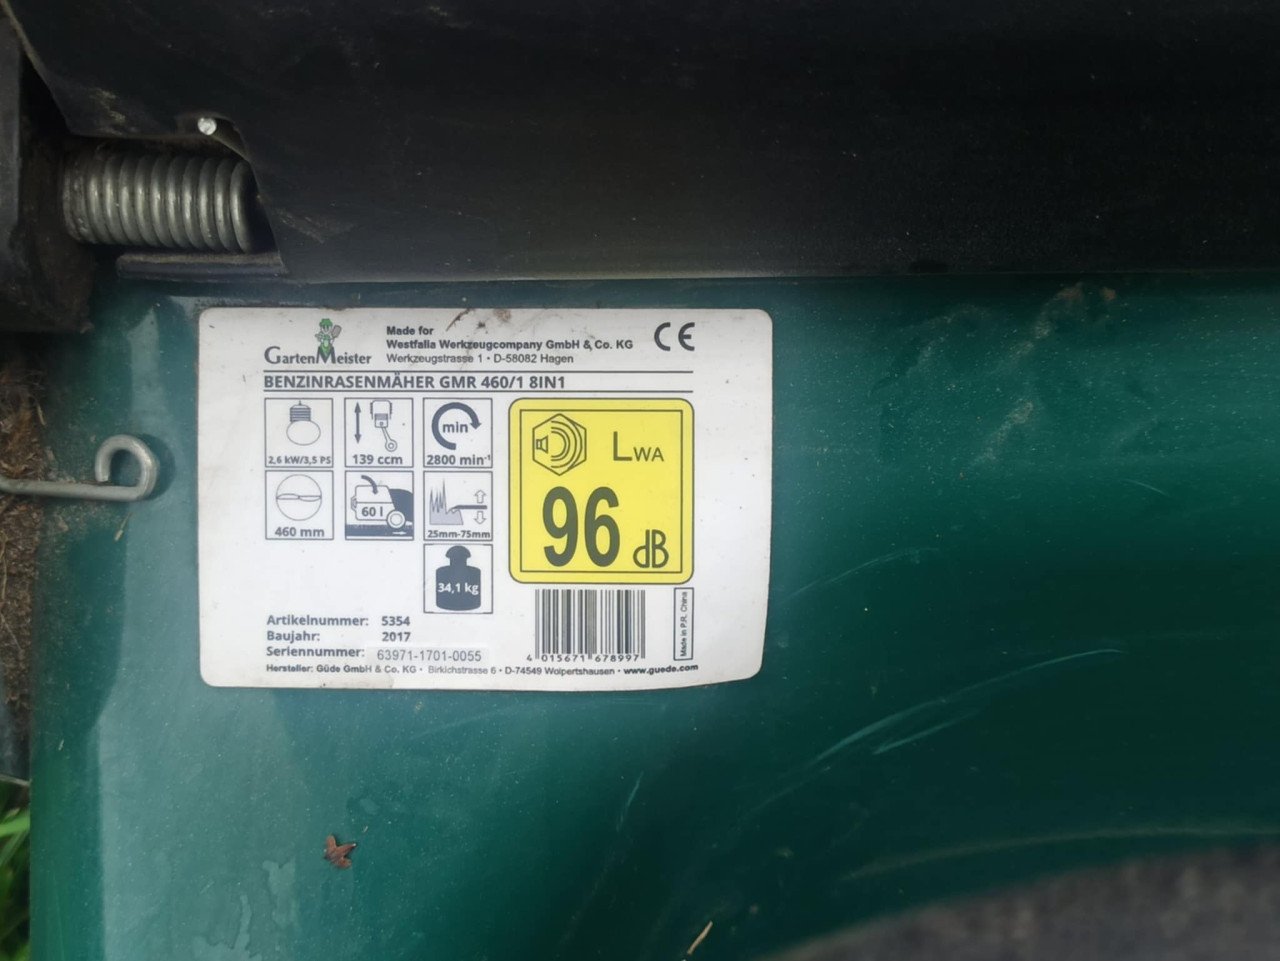 GartenMeister
Made for
Westfalia Werkzeugcompany GmbH & Co. KG
Werkzeugstrasse 1 • D-58082 Hagen
CE
BENZINRASENMÄHER GMR 460/1 8IN1
2,6 kW/3,5 PS
139 ccm
min
2800 min-¹
460 mm
60 l
25mm-75mm
34,1 kg
LWA
96 dB
Artikelnummer: 5354
Baujahr: 2017
Seriennummer: 63971-1701-0055
4 015671 678997
Made in P.R. China
Hersteller: Güde GmbH & Co. KG • Birkichstrasse 6 • D-74549 Wolpertshausen • www.guede.com